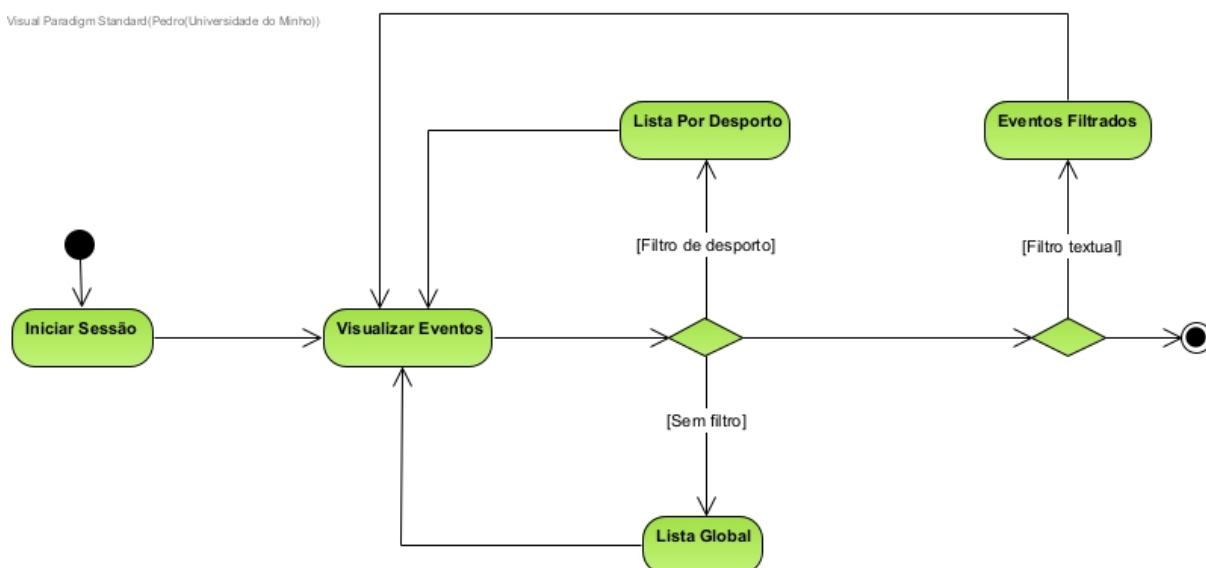 Visual Paradigm Standard(Pedro(Universidade do Minho))
Lista Por Desporto
Eventos Filtrados
[Filtro de desporto]
[Filtro textual]
Iniciar Sessão
Visualizar Eventos
[Sem filtro]
Lista Global